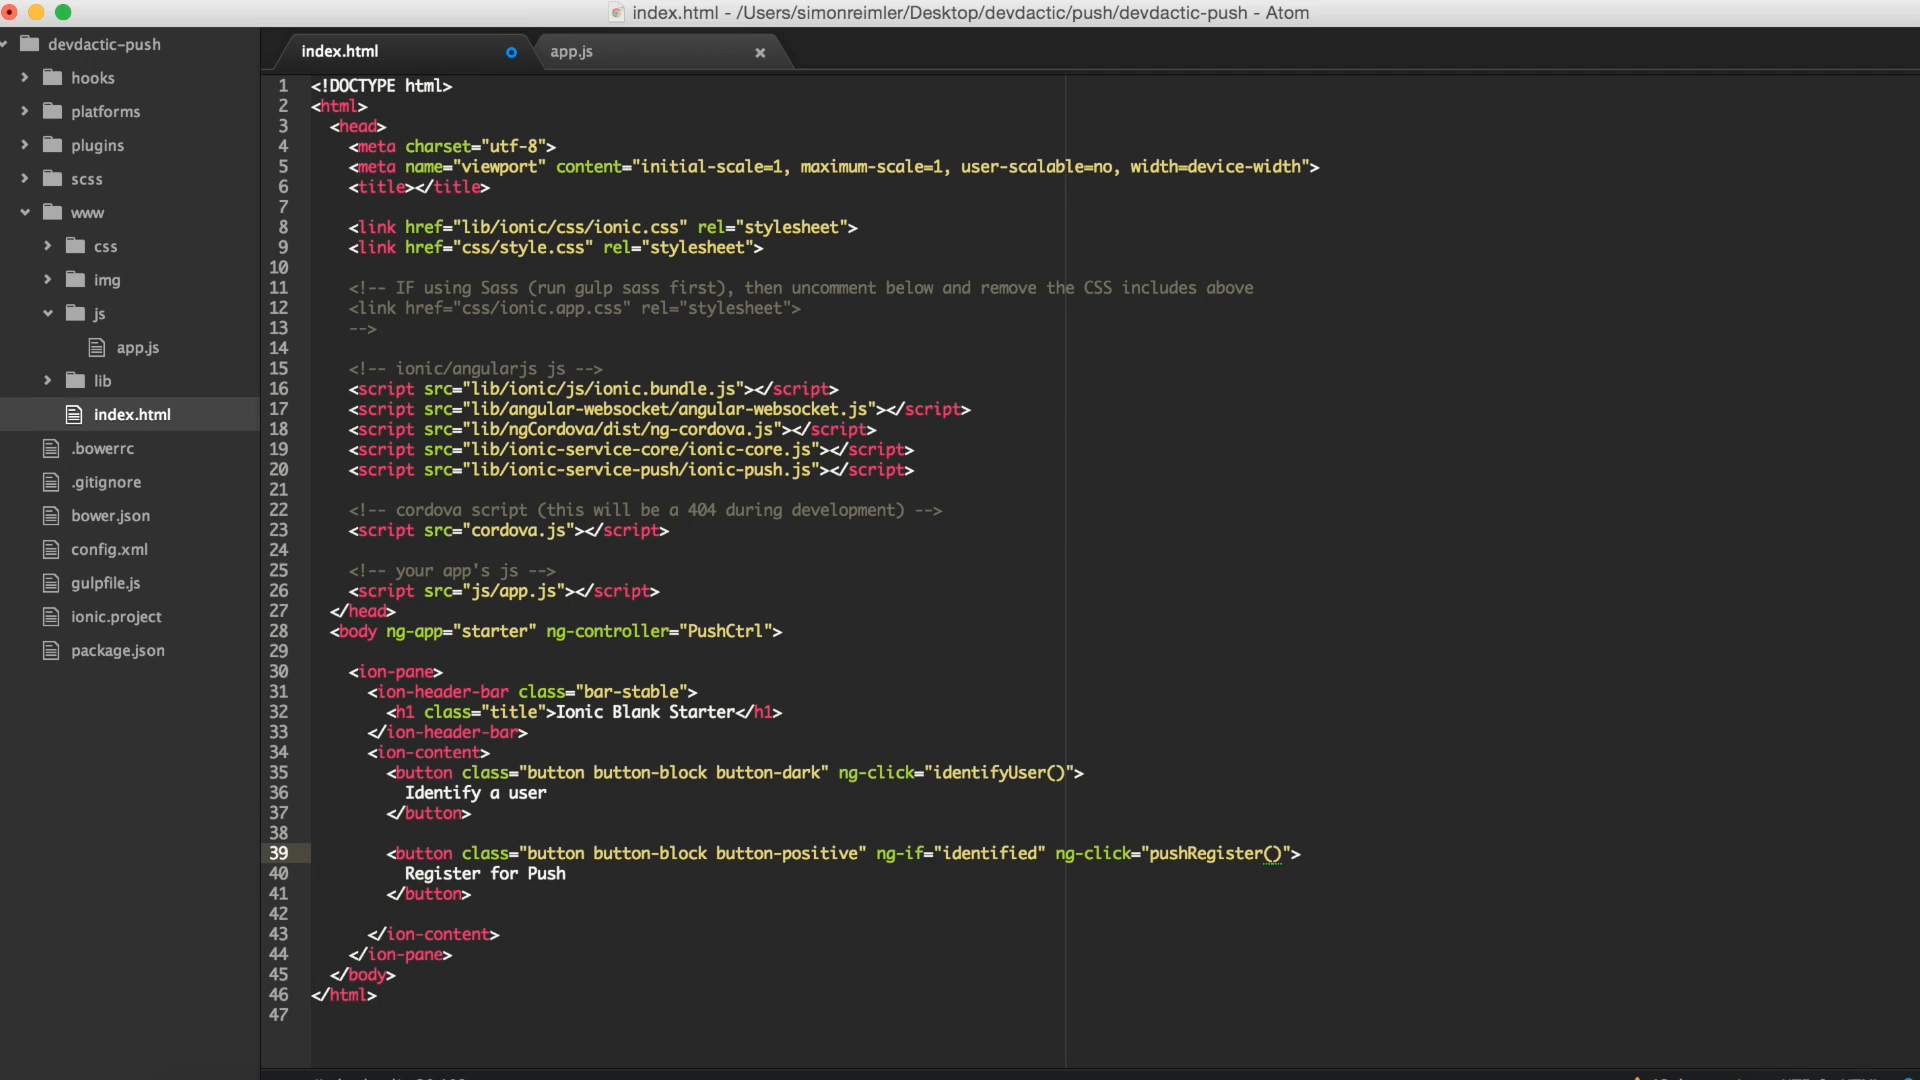 index.html - /Users/simonreimler/Desktop/devdactic/push/devdactic-push - Atom
devdactic-push
hooks
platforms
plugins
scss
www
css
img
js
app.js
lib
index.html
.bowerrc
.gitignore
bower.json
config.xml
gulpfile.js
ionic.project
package.json
index.html
app.js
1 <!DOCTYPE html>
2 <html>
3 <head>
4 <meta charset="utf-8">
5 <meta name="viewport" content="initial-scale=1, maximum-scale=1, user-scalable=no, width=device-width">
6 <title></title>
7
8 <link href="lib/ionic/css/ionic.css" rel="stylesheet">
9 <link href="css/style.css" rel="stylesheet">
10
11 <!-- IF using Sass (run gulp sass first), then uncomment below and remove the CSS includes above
12 <link href="css/ionic.app.css" rel="stylesheet">
13 -->
14
15 <!-- ionic/angularjs js -->
16 <script src="lib/ionic/js/ionic.bundle.js"></script>
17 <script src="lib/angular-websocket/angular-websocket.js"></script>
18 <script src="lib/ngCordova/dist/ng-cordova.js"></script>
19 <script src="lib/ionic-service-core/ionic-core.js"></script>
20 <script src="lib/ionic-service-push/ionic-push.js"></script>
21
22 <!-- cordova script (this will be a 404 during development) -->
23 <script src="cordova.js"></script>
24
25 <!-- your app's js -->
26 <script src="js/app.js"></script>
27 </head>
28 <body ng-app="starter" ng-controller="PushCtrl">
29
30 <ion-pane>
31 <ion-header-bar class="bar-stable">
32 <h1 class="title">Ionic Blank Starter</h1>
33 </ion-header-bar>
34 <ion-content>
35 <button class="button button-block button-dark" ng-click="identifyUser()">
36 Identify a user
37 </button>
38
39 <button class="button button-block button-positive" ng-if="identified" ng-click="pushRegister()">
40 Register for Push
41 </button>
42
43 </ion-content>
44 </ion-pane>
45 </body>
46 </html>
47